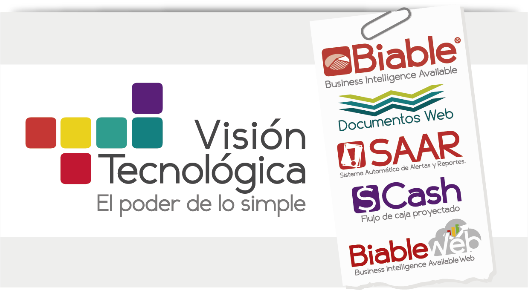 Visión
Tecnológica
El poder de lo simple
Biable®
Business Intelligence Available
Documentos Web
SAAR
Sistema Automático de Alertas y Reportes.
$Cash
Flujo de caja proyectado
Biable Web
Business Intelligence Available Web